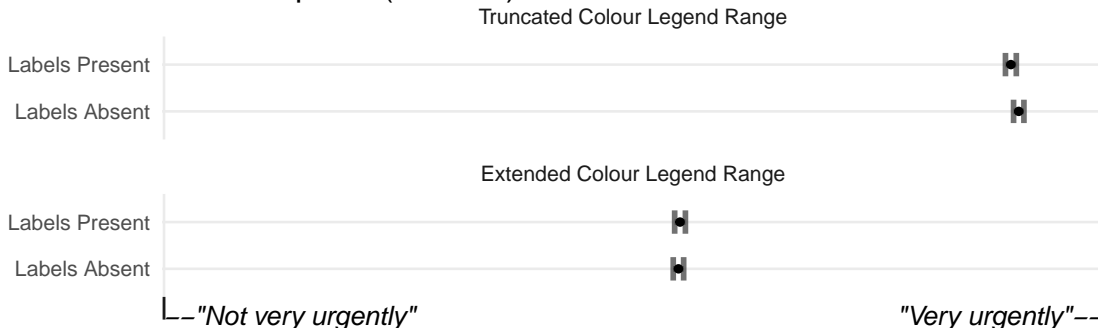 Truncated Colour Legend Range
Labels Present
Labels Absent
Extended Colour Legend Range
Labels Present
Labels Absent
"Not very urgently" "Very urgently"